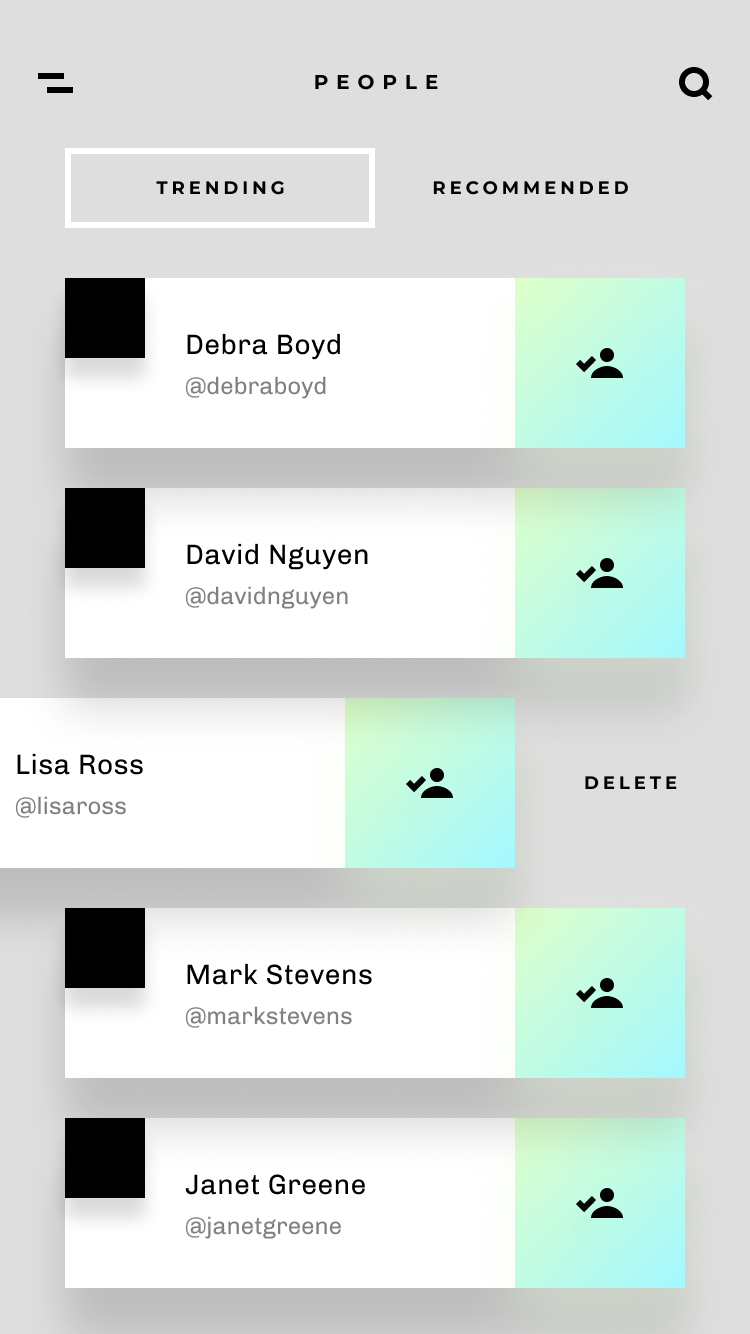 PEOPLE
TRENDING
RECOMMENDED
Debra Boyd
@debraboyd
David Nguyen
@davidnguyen
Lisa Ross
@lisaross
DELETE
Mark Stevens
@markstevens
Janet Greene
@janetgreene